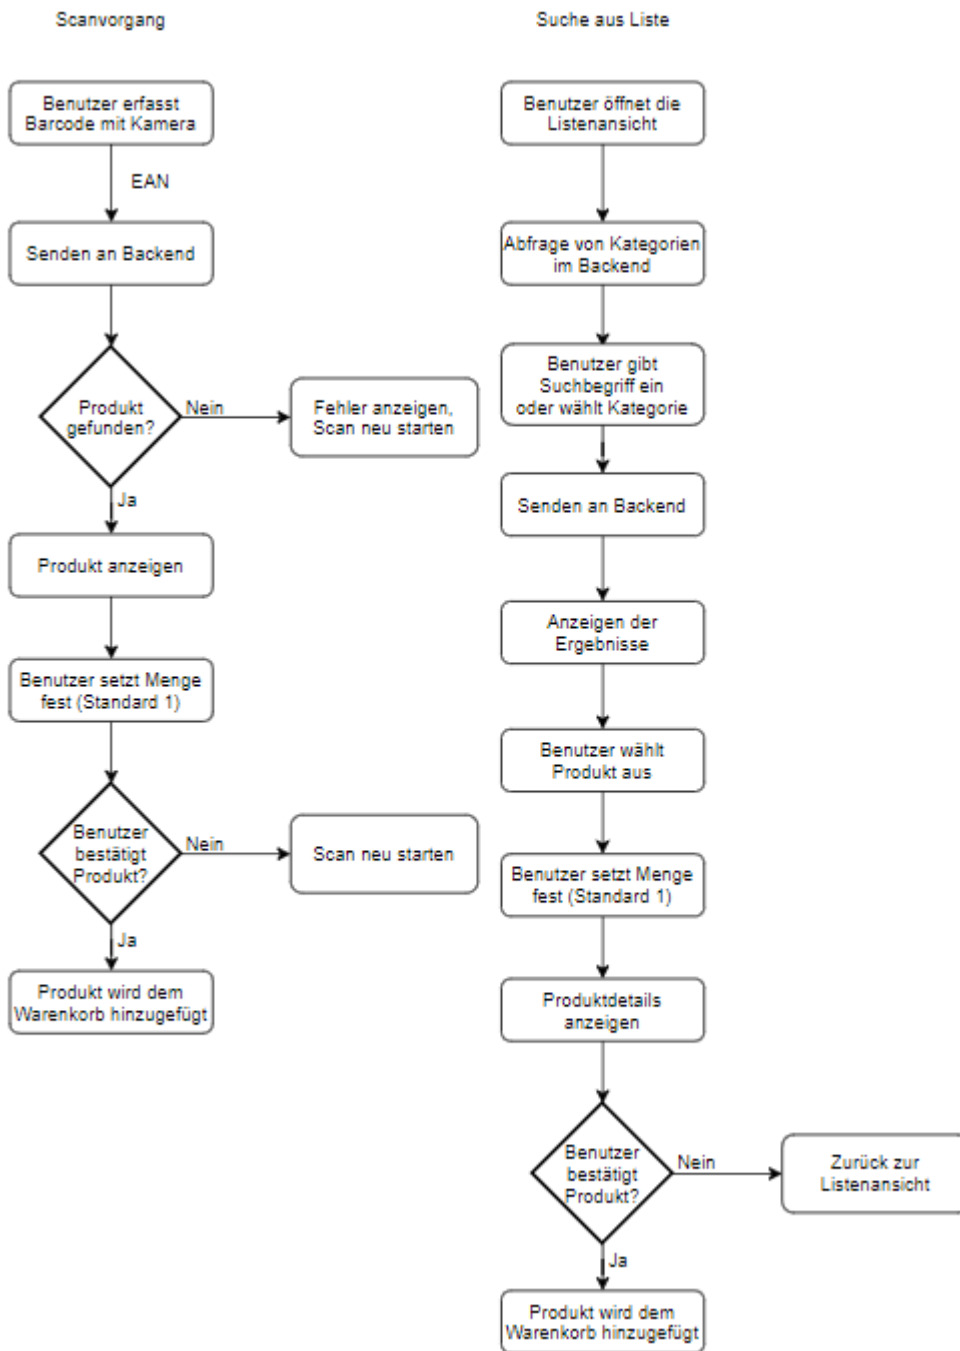 Scanvorgang
Benutzer erfasst
Barcode mit Kamera
EAN
Senden an Backend
Produkt
gefunden?
Nein
Fehler anzeigen,
Scan neu starten
Ja
Produkt anzeigen
Benutzer setzt Menge
fest (Standard 1)
Benutzer
bestätigt
Produkt?
Nein
Scan neu starten
Ja
Produkt wird dem
Warenkorb hinzugefügt
Suche aus Liste
Benutzer öffnet die
Listenansicht
Abfrage von Kategorien
im Backend
Benutzer gibt
Suchbegriff ein
oder wählt Kategorie
Senden an Backend
Anzeigen der
Ergebnisse
Benutzer wählt
Produkt aus
Benutzer setzt Menge
fest (Standard 1)
Produktdetails
anzeigen
Benutzer
bestätigt
Produkt?
Nein
Zurück zur
Listenansicht
Ja
Produkt wird dem
Warenkorb hinzugefügt